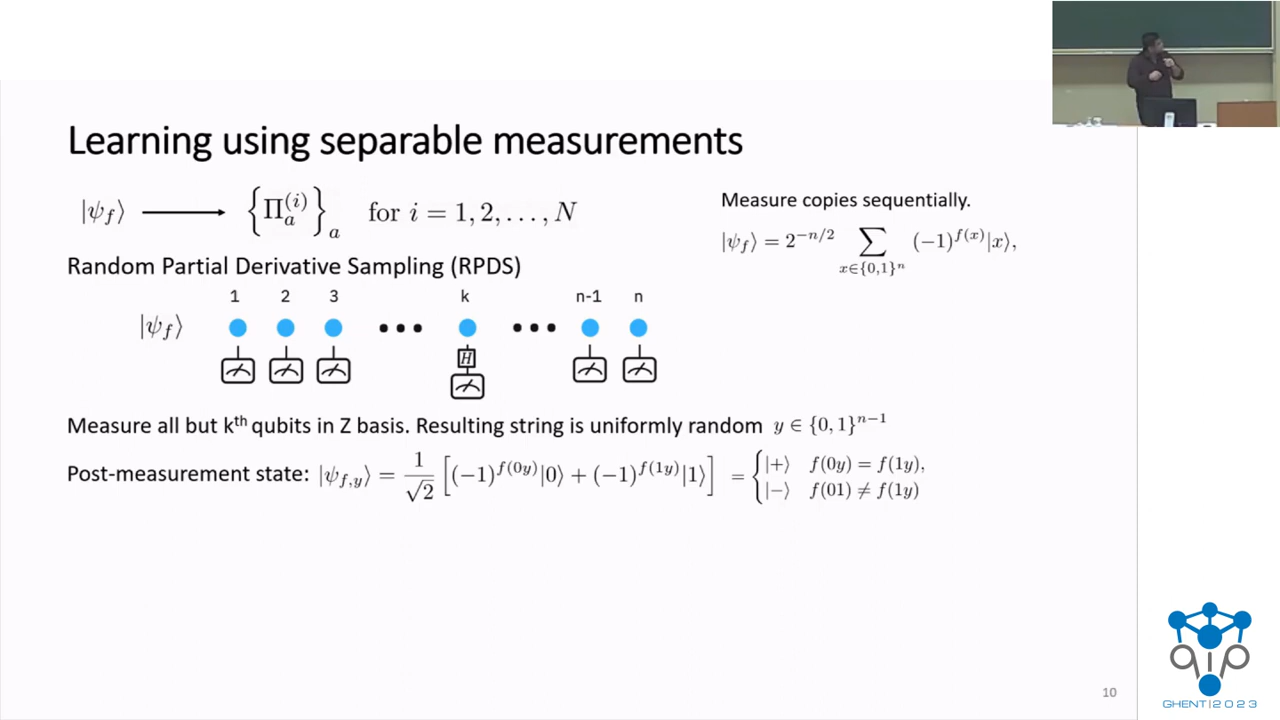 Learning using separable measurements
|ψ_f⟩ ⟶ {Π_a^(i)}_a for i = 1, 2, . . . , N
Measure copies sequentially.
|ψ_f⟩ = 2^{-n/2} ∑_{x∈{0,1}^n} (−1)^{f(x)}|x⟩,
Random Partial Derivative Sampling (RPDS)
1 2 3 k n-1 n
|ψ_f⟩ ••• •••
H
Measure all but k^th qubits in Z basis. Resulting string is uniformly random y ∈ {0, 1}^{n−1}
Post-measurement state: |ψ_{f,y}⟩ = 1/√2 [(−1)^{f(0y)}|0⟩ + (−1)^{f(1y)}|1⟩] = { |+⟩ f(0y) = f(1y),
|−⟩ f(01) ≠ f(1y)
10
qip
GHENT|2023